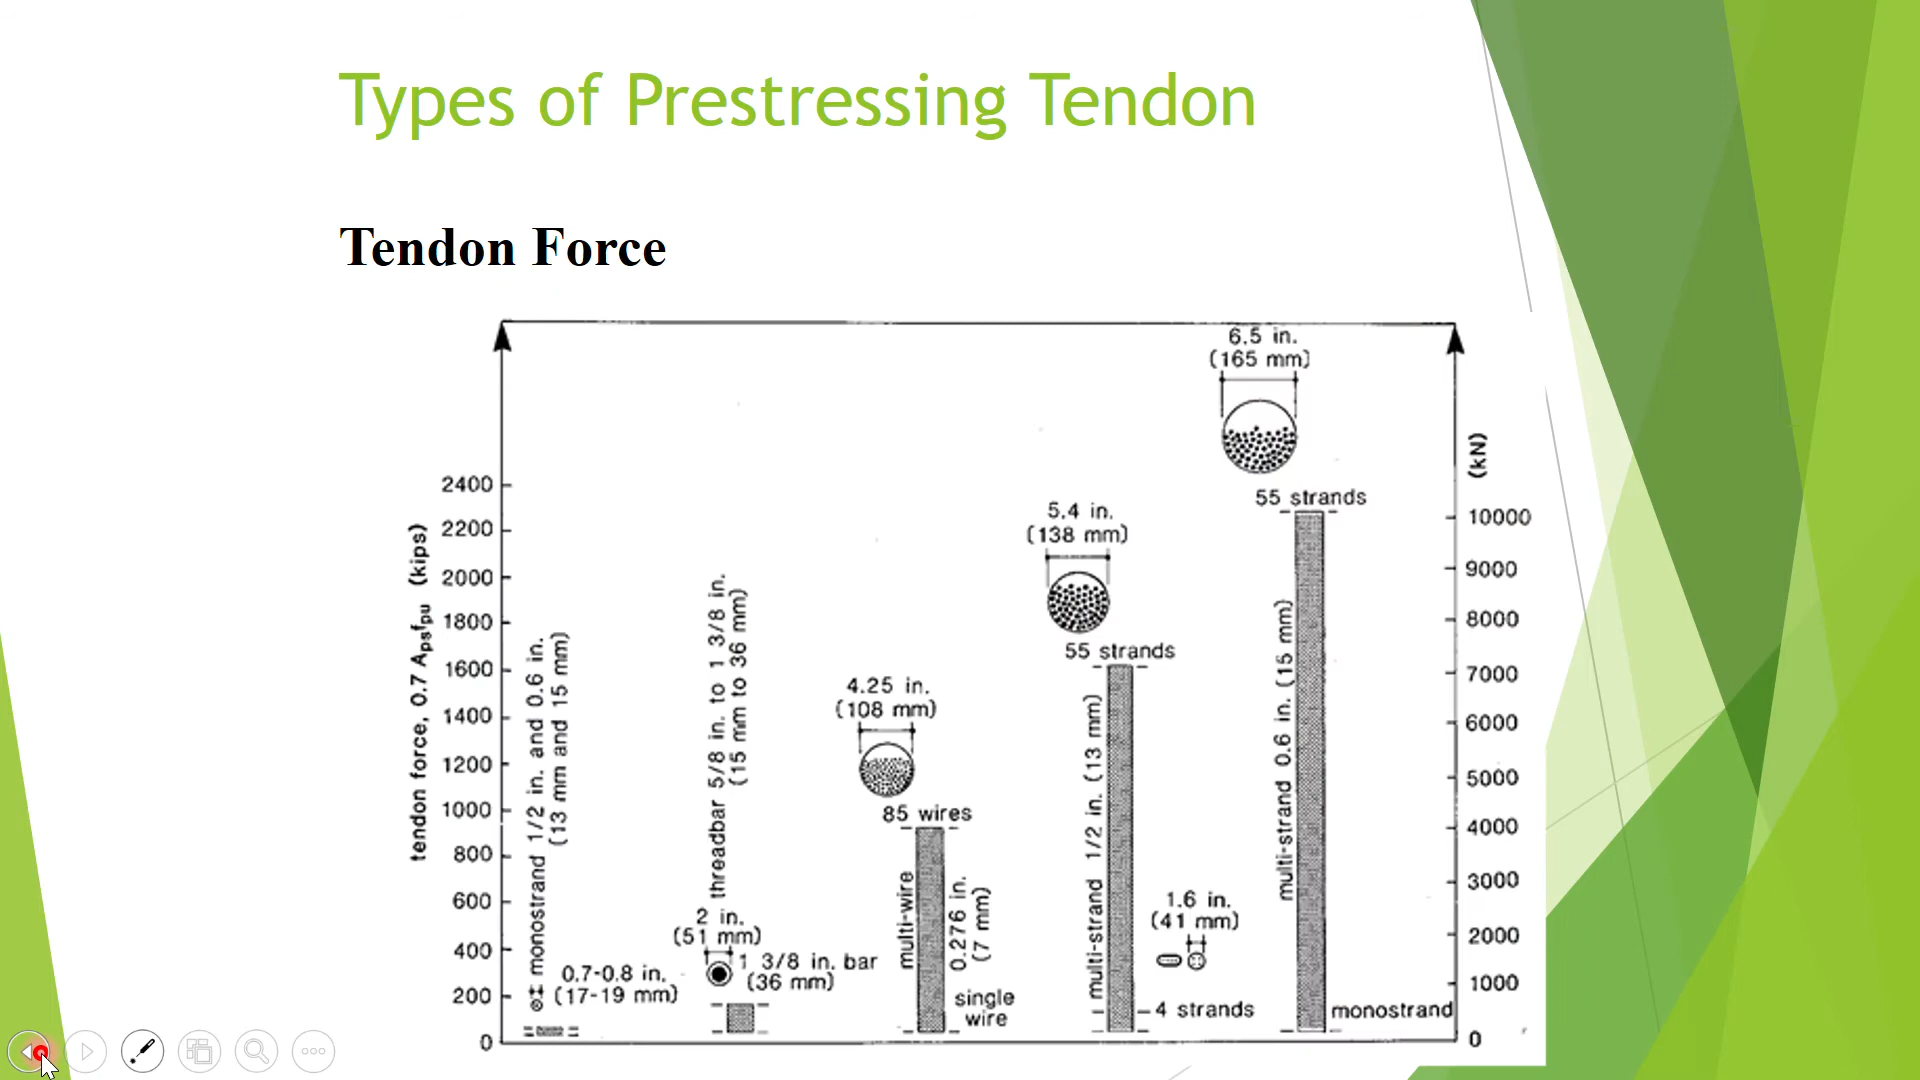 Types of Prestressing Tendon
Tendon Force
tendon force, 0.7 Apsfpu (kips)
2400
2200
2000
1800
1600
1400
1200
1000
800
600
400
200
0
monostrand 1/2 in. and 0.6 in.
(13 mm and 15 mm)
0.7-0.8 in.
(17-19 mm)
threadbar 5/8 in. to 1 3/8 in.
(15 mm to 36 mm)
2 in.
(51 mm)
1 3/8 in. bar
(36 mm)
4.25 in.
(108 mm)
85 wires
multi-wire
0.276 in.
(7 mm)
single
wire
5.4 in.
(138 mm)
55 strands
multi-strand 1/2 in. (13 mm)
1.6 in.
(41 mm)
4 strands
6.5 in.
(165 mm)
55 strands
multi-strand 0.6 in. (15 mm)
monostrand
(kN)
10000
9000
8000
7000
6000
5000
4000
3000
2000
1000
0